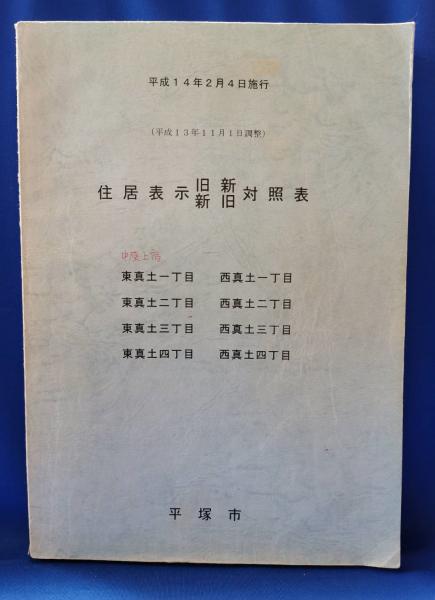 平成14年2月4日施行
(平成13年11月1日調整)
住居表示旧新新旧対照表
東真土一丁目 西真土一丁目
東真土二丁目 西真土二丁目
東真土三丁目 西真土三丁目
東真土四丁目 西真土四丁目
平塚市